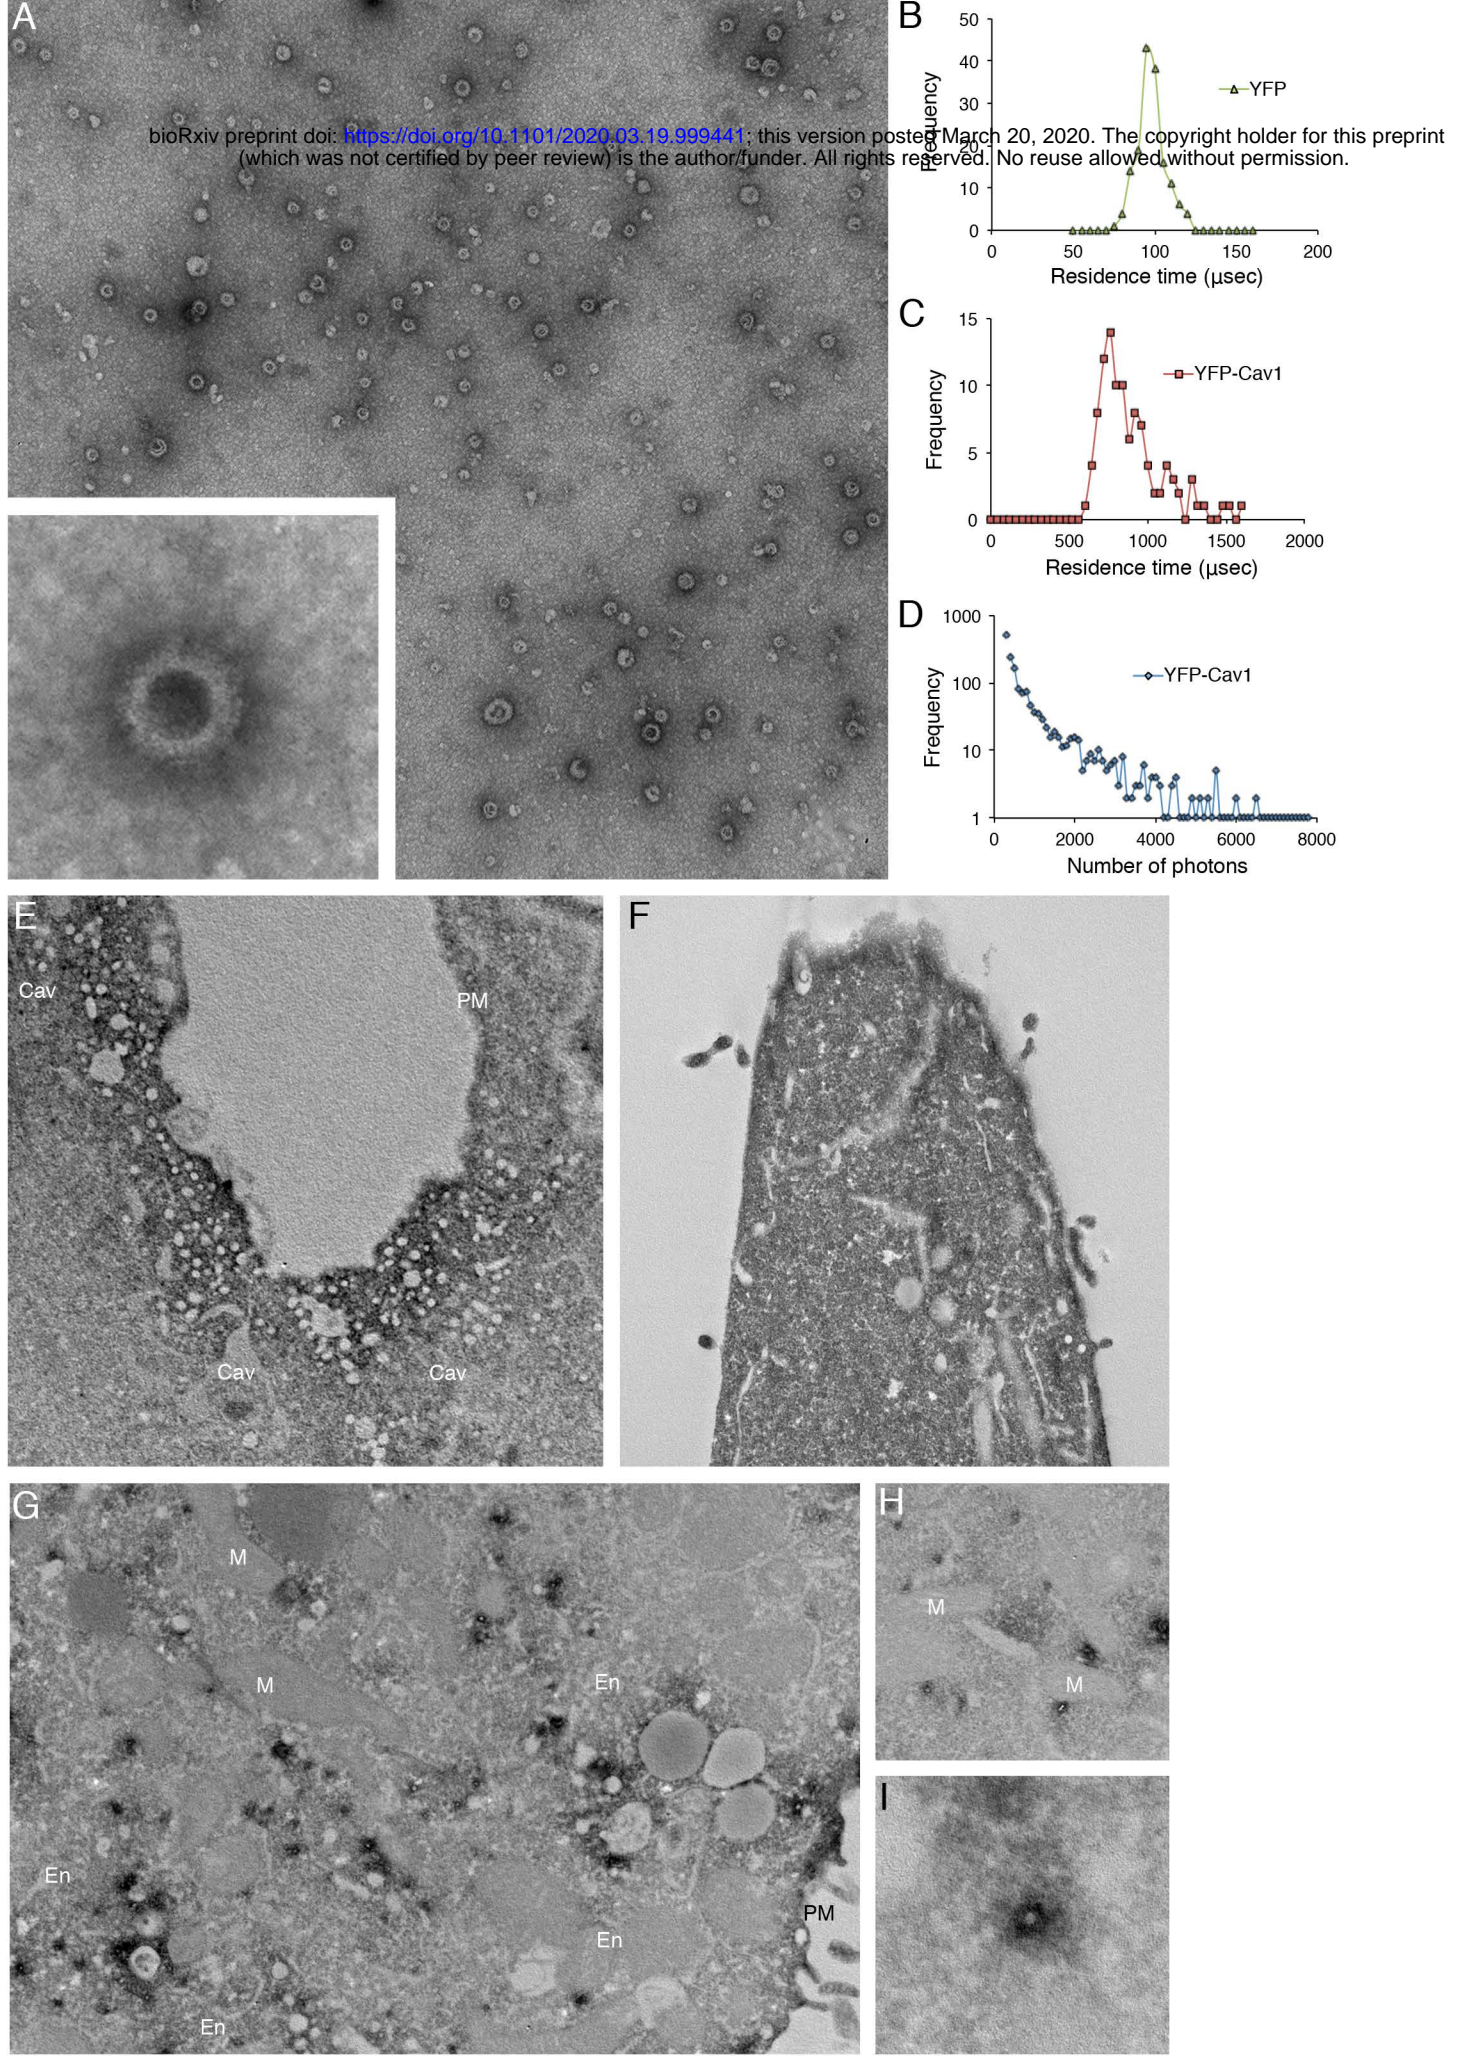 A
B
50
40
30
20
10
0
Frequency
YFP
0 50 100 150 200
Residence time (μsec)
bioRxiv preprint doi: https://doi.org/10.1101/2020.03.19.999441; this version posted March 20, 2020. The copyright holder for this preprint
(which was not certified by peer review) is the author/funder. All rights reserved. No reuse allowed without permission.
C
15
10
5
0
Frequency
YFP-Cav1
0 500 1000 1500 2000
Residence time (μsec)
D
1000
100
10
1
Frequency
YFP-Cav1
0 2000 4000 6000 8000
Number of photons
E
Cav
PM
Cav
Cav
F
G
M
M
En
En
PM
En
En
H
M
M
I